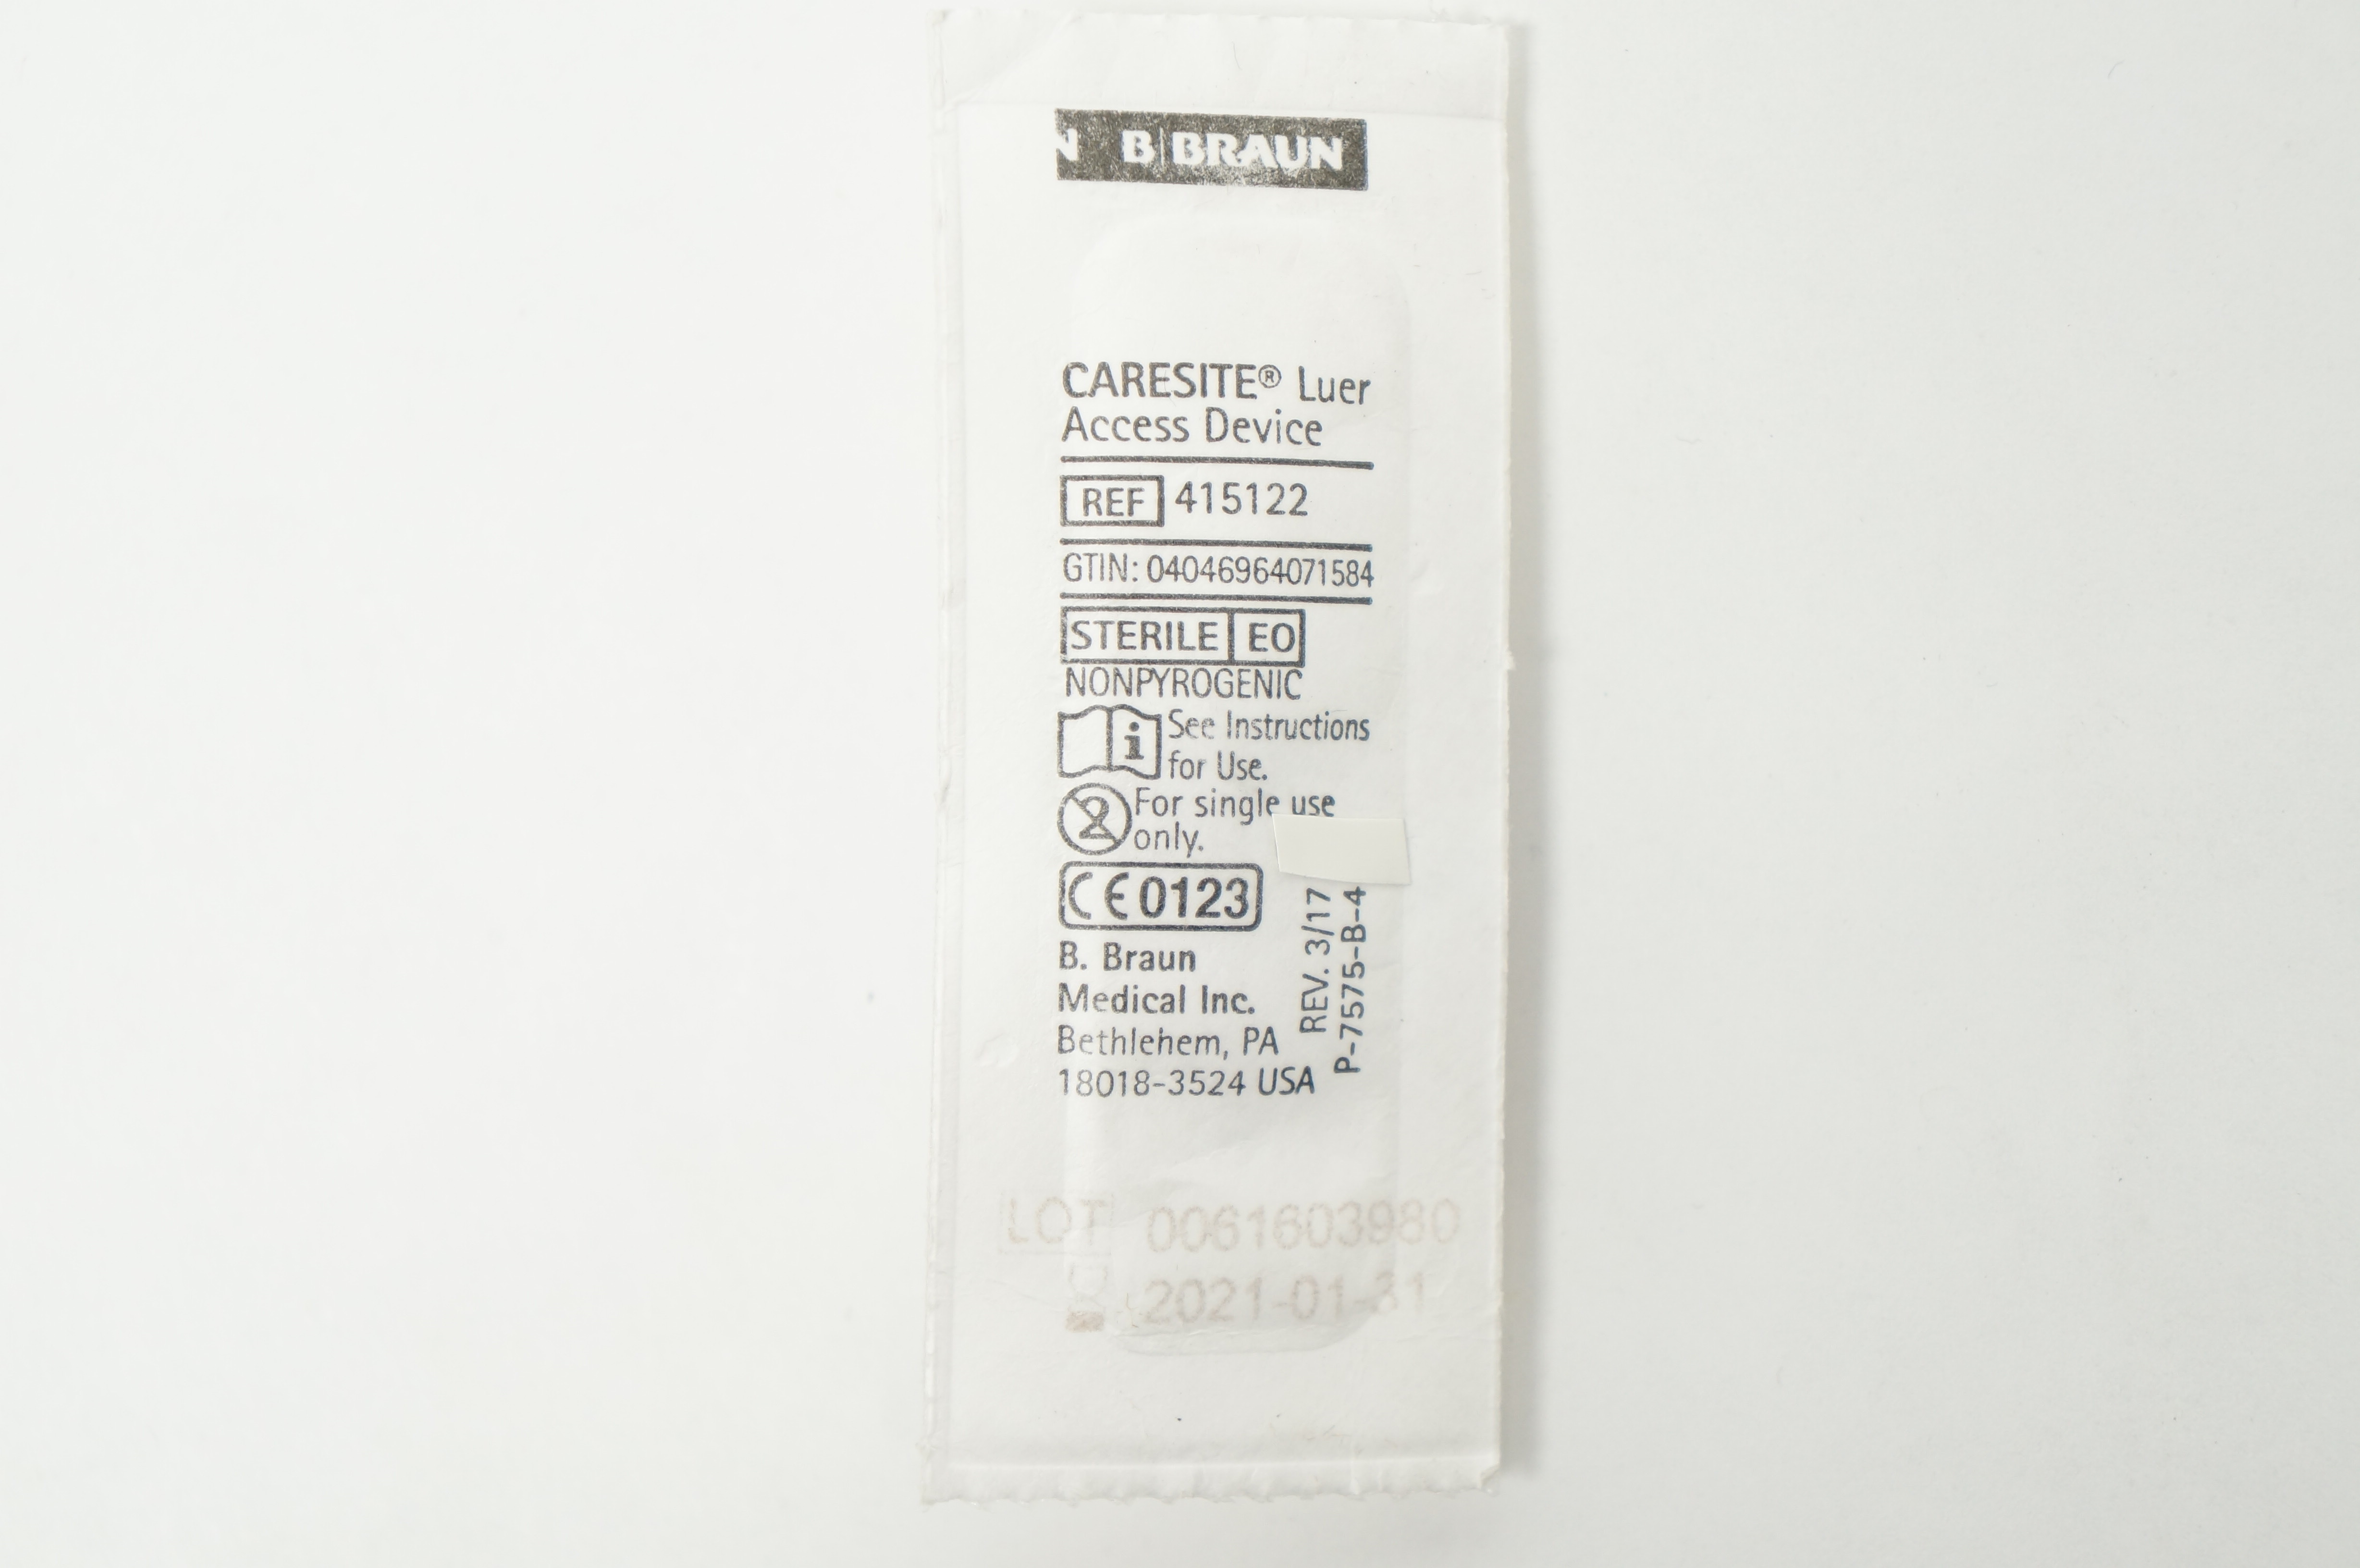 N B|BRAUN
CARESITE® Luer
Access Device
REF 415122
GTIN: 04046964071584
STERILE EO
NONPYROGENIC
i See Instructions
for Use.
2 For single use
only.
CE 0123
B. Braun
Medical Inc.
Bethlehem, PA
18018-3524 USA
REV. 3/17
P-7575-B-4
LOT 0061603980
2021-01-31